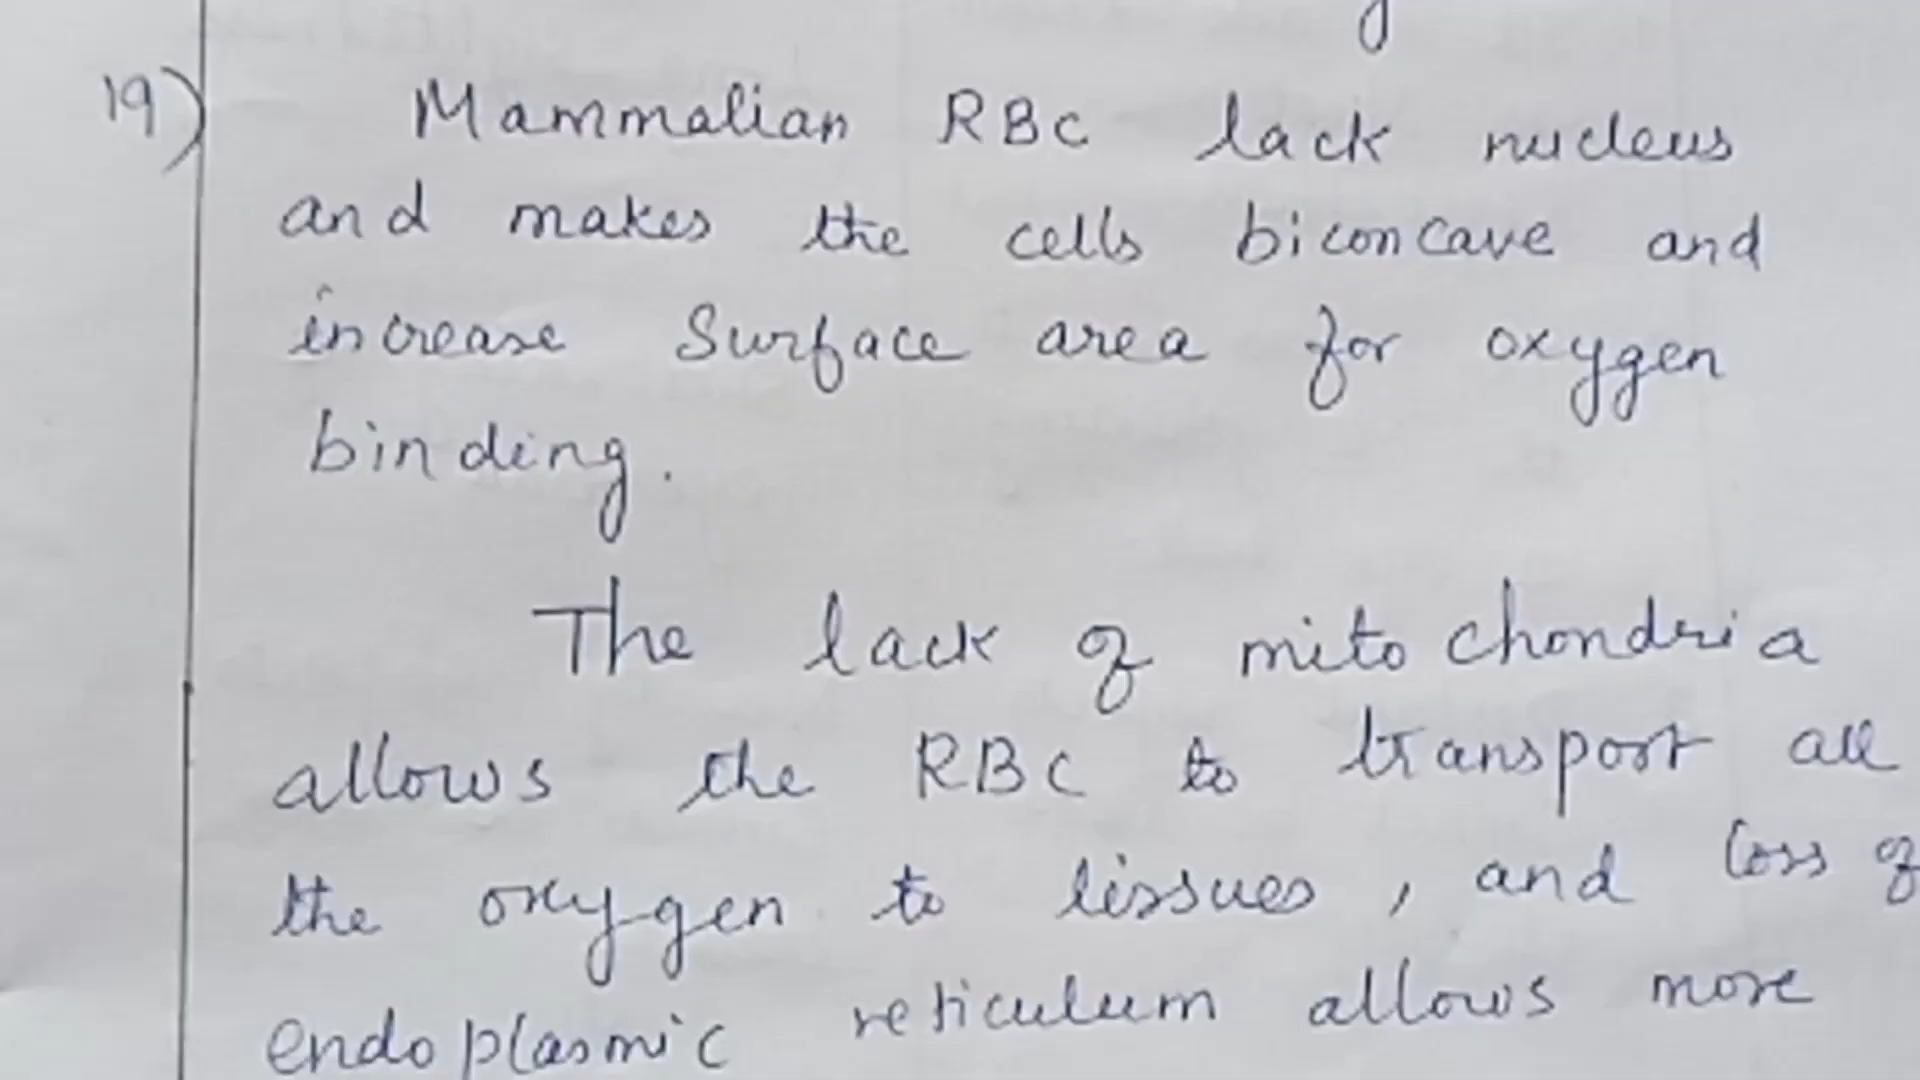 19) Mammalian RBC lack nucleus
and makes the cells biconcave and
increase surface area for oxygen
binding.
The lack of mitochondria
allows the RBC to transport all
the oxygen to tissues, and loss of
endoplasmic reticulum allows more